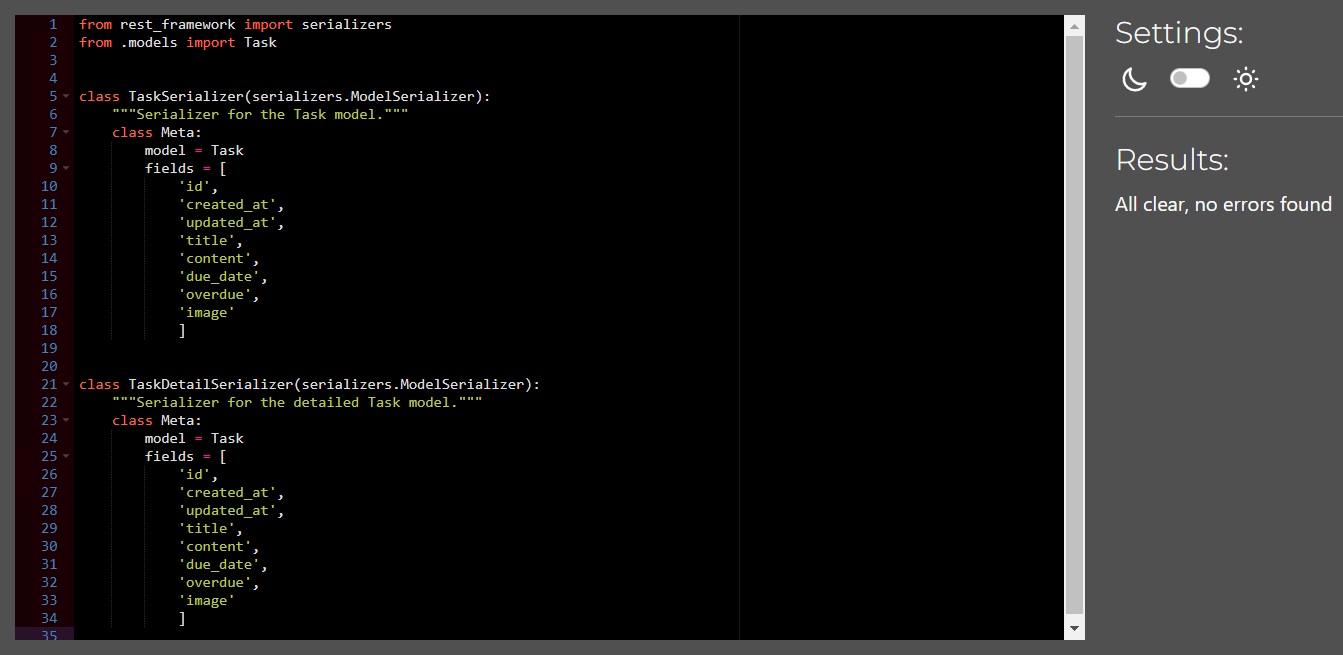 1 from rest_framework import serializers
2 from .models import Task
3
4
5 class TaskSerializer(serializers.ModelSerializer):
6     """Serializer for the Task model."""
7     class Meta:
8         model = Task
9         fields = [
10             'id',
11             'created_at',
12             'updated_at',
13             'title',
14             'content',
15             'due_date',
16             'overdue',
17             'image'
18             ]
19
20
21 class TaskDetailSerializer(serializers.ModelSerializer):
22     """Serializer for the detailed Task model."""
23     class Meta:
24         model = Task
25         fields = [
26             'id',
27             'created_at',
28             'updated_at',
29             'title',
30             'content',
31             'due_date',
32             'overdue',
33             'image'
34             ]
35
Settings:
Results:
All clear, no errors found